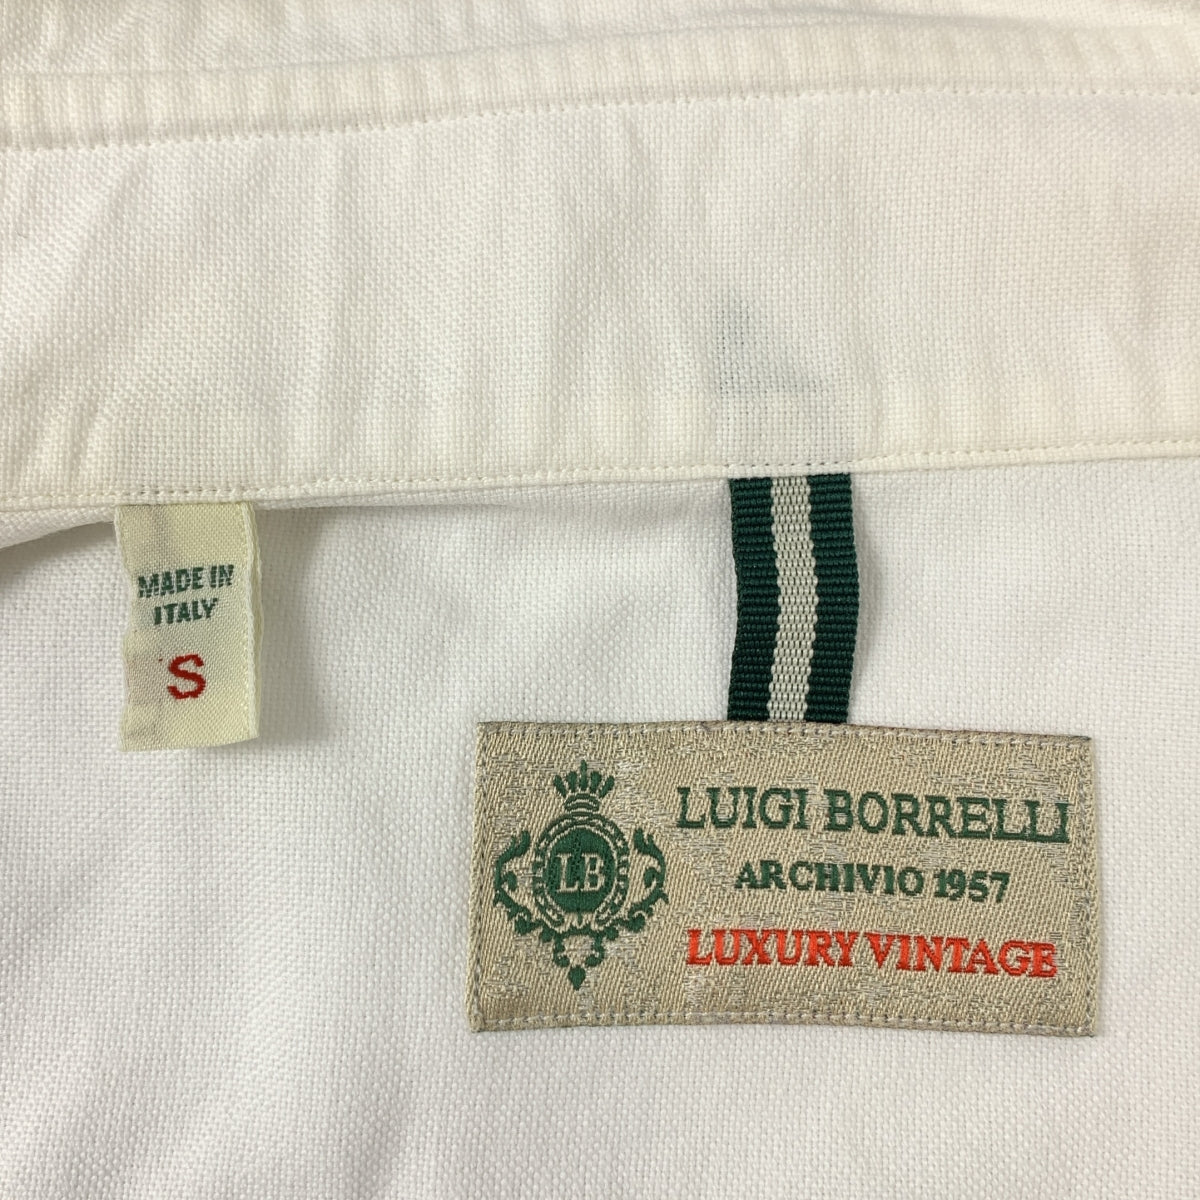 MADE IN
ITALY
S
LB
LUIGI BORRELLI
ARCHIVIO 1957
LUXURY VINTAGE